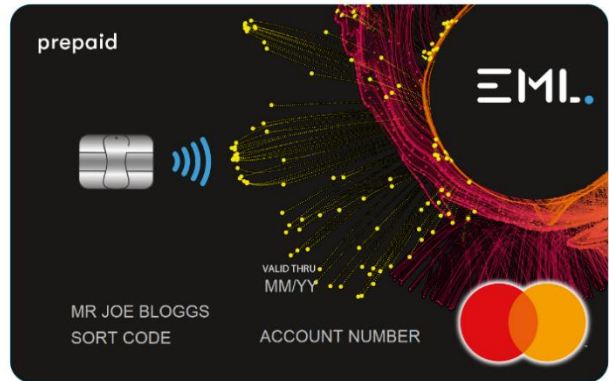 prepaid
EML.
VALID THRU
MM/YY
MR JOE BLOGGS
SORT CODE
ACCOUNT NUMBER